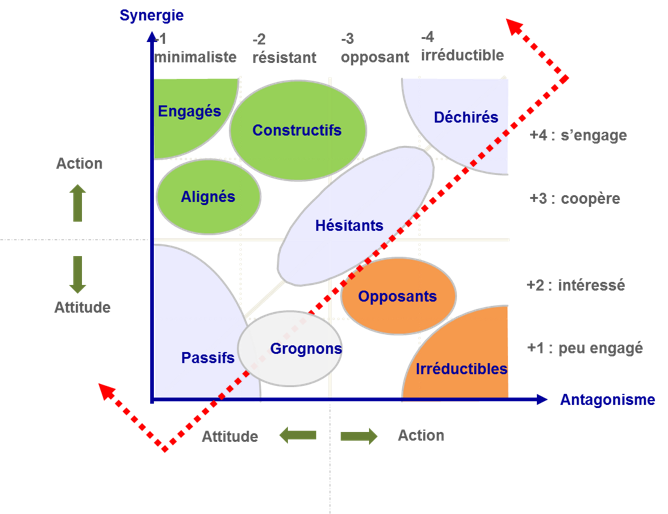 Synergie
-1
minimaliste
-2
résistant
-3
opposant
-4
irréductible
Engagés
Constructifs
Déchirés
+4 : s’engage
Action
Alignés
+3 : coopère
Hésitants
+2 : intéressé
Opposants
Attitude
Passifs
Grognons
+1 : peu engagé
Irréductibles
Antagonisme
Attitude
Action